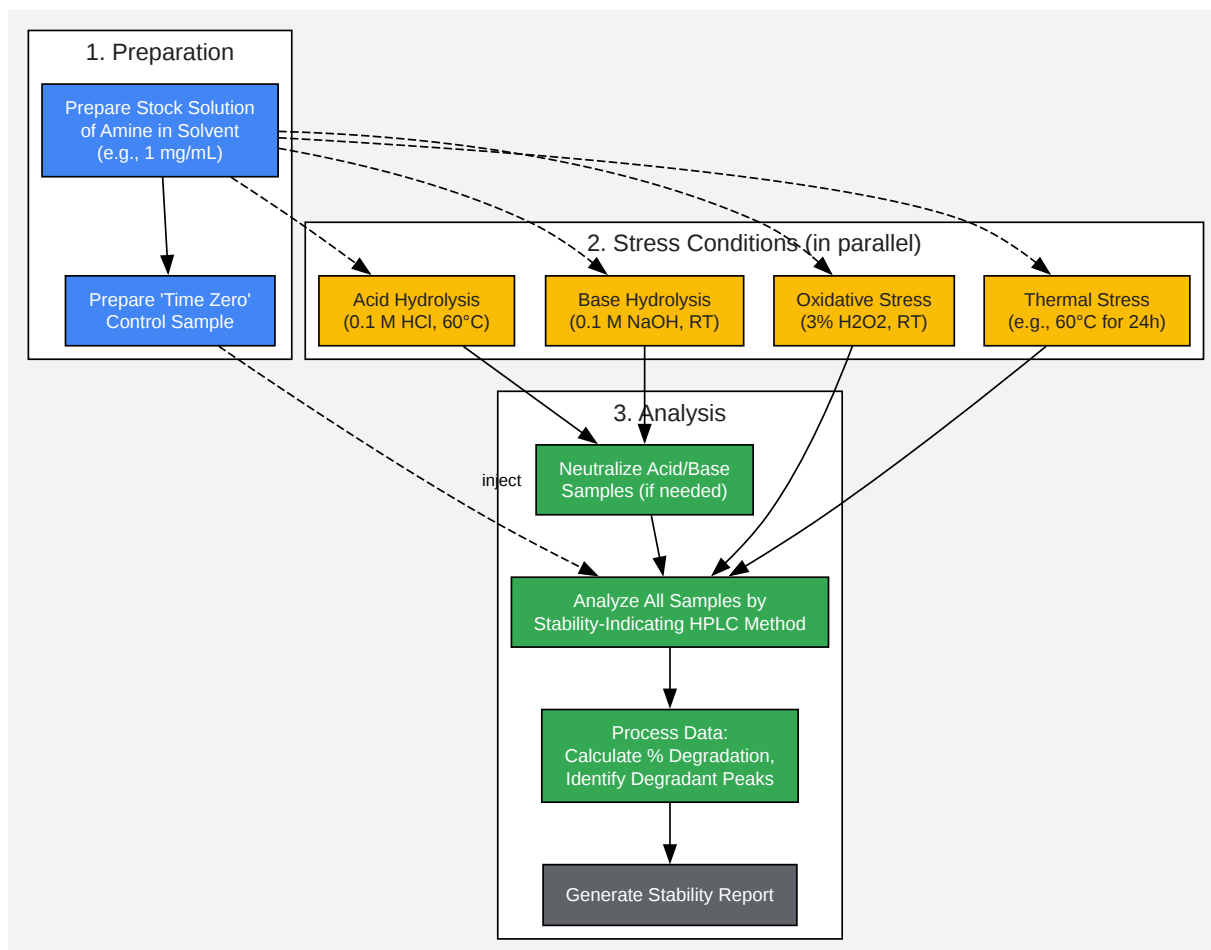 1. Preparation
Prepare Stock Solution
of Amine in Solvent
(e.g., 1 mg/mL)
Prepare 'Time Zero'
Control Sample
2. Stress Conditions (in parallel)
Acid Hydrolysis
(0.1 M HCl, 60°C)
Base Hydrolysis
(0.1 M NaOH, RT)
Oxidative Stress
(3% H2O2, RT)
Thermal Stress
(e.g., 60°C for 24h)
3. Analysis
inject
Neutralize Acid/Base
Samples (if needed)
Analyze All Samples by
Stability-Indicating HPLC Method
Process Data:
Calculate % Degradation,
Identify Degradant Peaks
Generate Stability Report